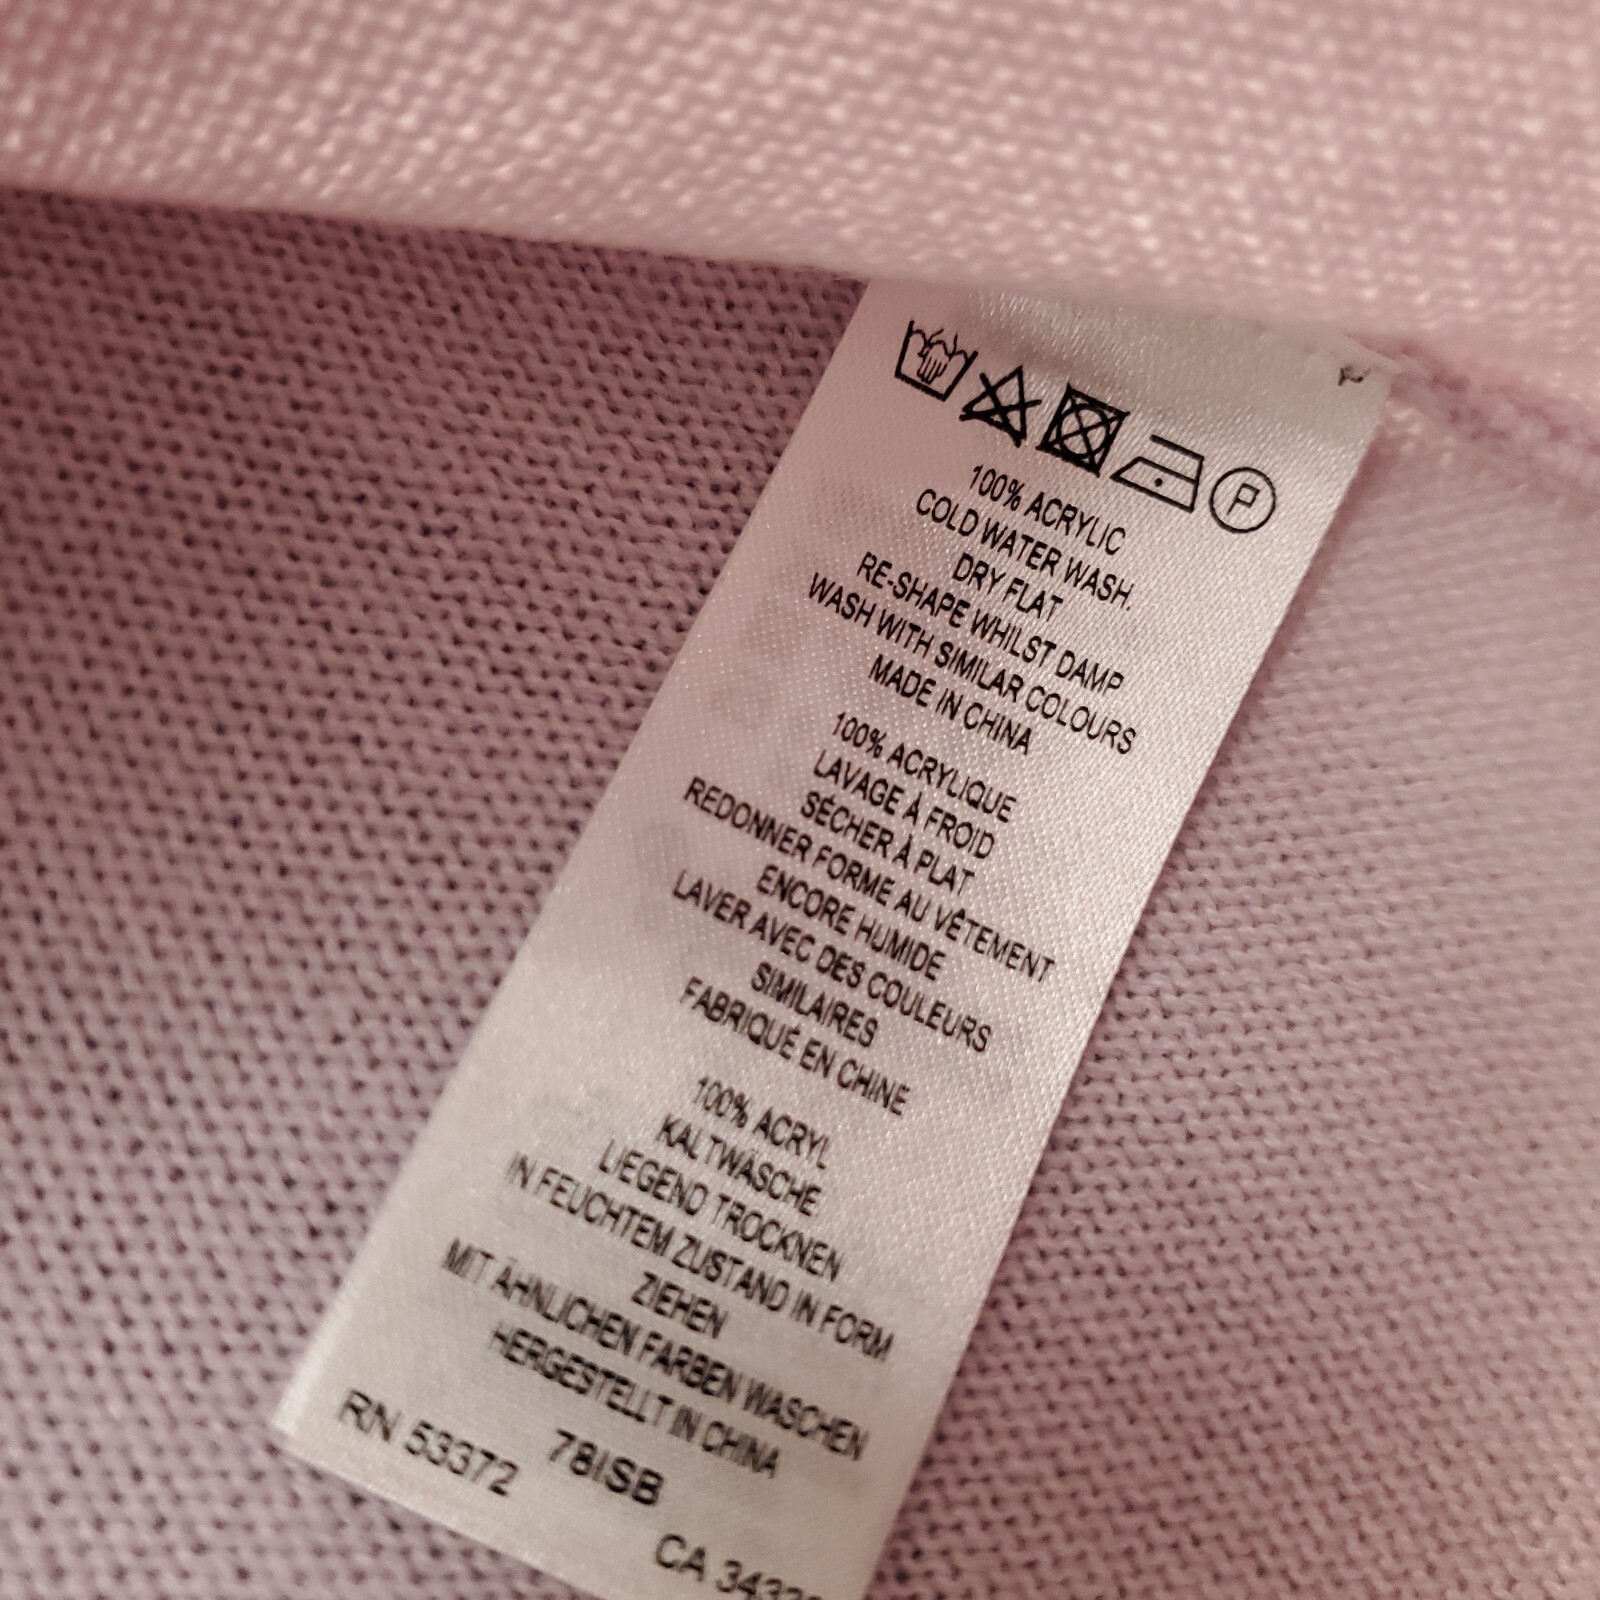 P
100% ACRYLIC
COLD WATER WASH.
DRY FLAT
RE-SHAPE WHILST DAMP
WASH WITH SIMILAR COLOURS
MADE IN CHINA
100% ACRYLIQUE
LAVAGE À FROID
SÉCHER À PLAT
REDONNER FORME AU VÊTEMENT
ENCORE HUMIDE
LAVER AVEC DES COULEURS
SIMILAIRES
FABRIQUÉ EN CHINE
100% ACRYL
KALTWÄSCHE
LIEGEND TROCKNEN
IN FEUCHTEM ZUSTAND IN FORM
ZIEHEN
MIT ÄHNLICHEN FARBEN WASCHEN
HERGESTELLT IN CHINA
78ISB
RN 53372
CA